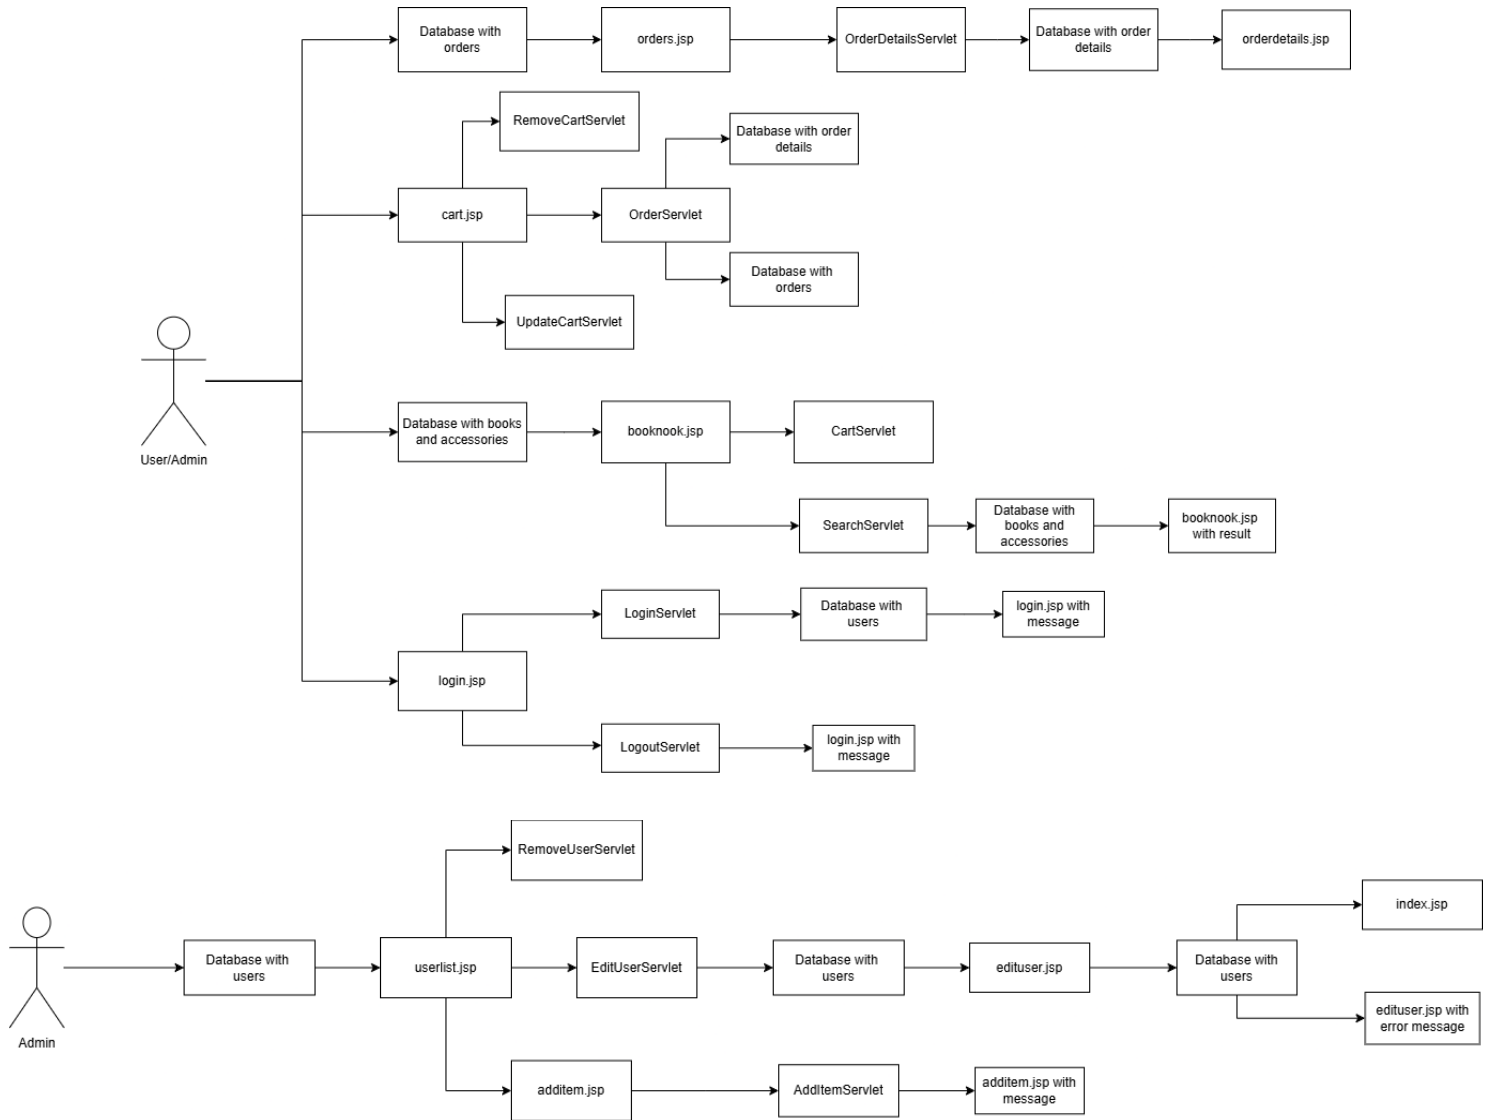 Database with
orders
orders.jsp
OrderDetailsServlet
Database with order
details
orderdetails.jsp
RemoveCartServlet
Database with order
details
cart.jsp
OrderServlet
Database with
orders
UpdateCartServlet
User/Admin
Database with books
and accessories
booknook.jsp
CartServlet
SearchServlet
Database with
books and
accessories
booknook.jsp
with result
LoginServlet
Database with
users
login.jsp with
message
login.jsp
LogoutServlet
login.jsp with
message
RemoveUserServlet
Admin
Database with
users
userlist.jsp
EditUserServlet
Database with
users
edituser.jsp
Database with
users
index.jsp
edituser.jsp with
error message
additem.jsp
AddItemServlet
additem.jsp with
message